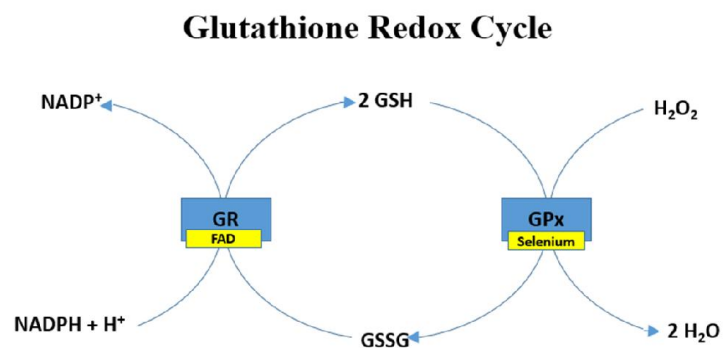 Glutathione Redox Cycle
NADP⁺
2 GSH
H₂O₂
GR
FAD
GPx
Selenium
NADPH + H⁺
GSSG
2 H₂O